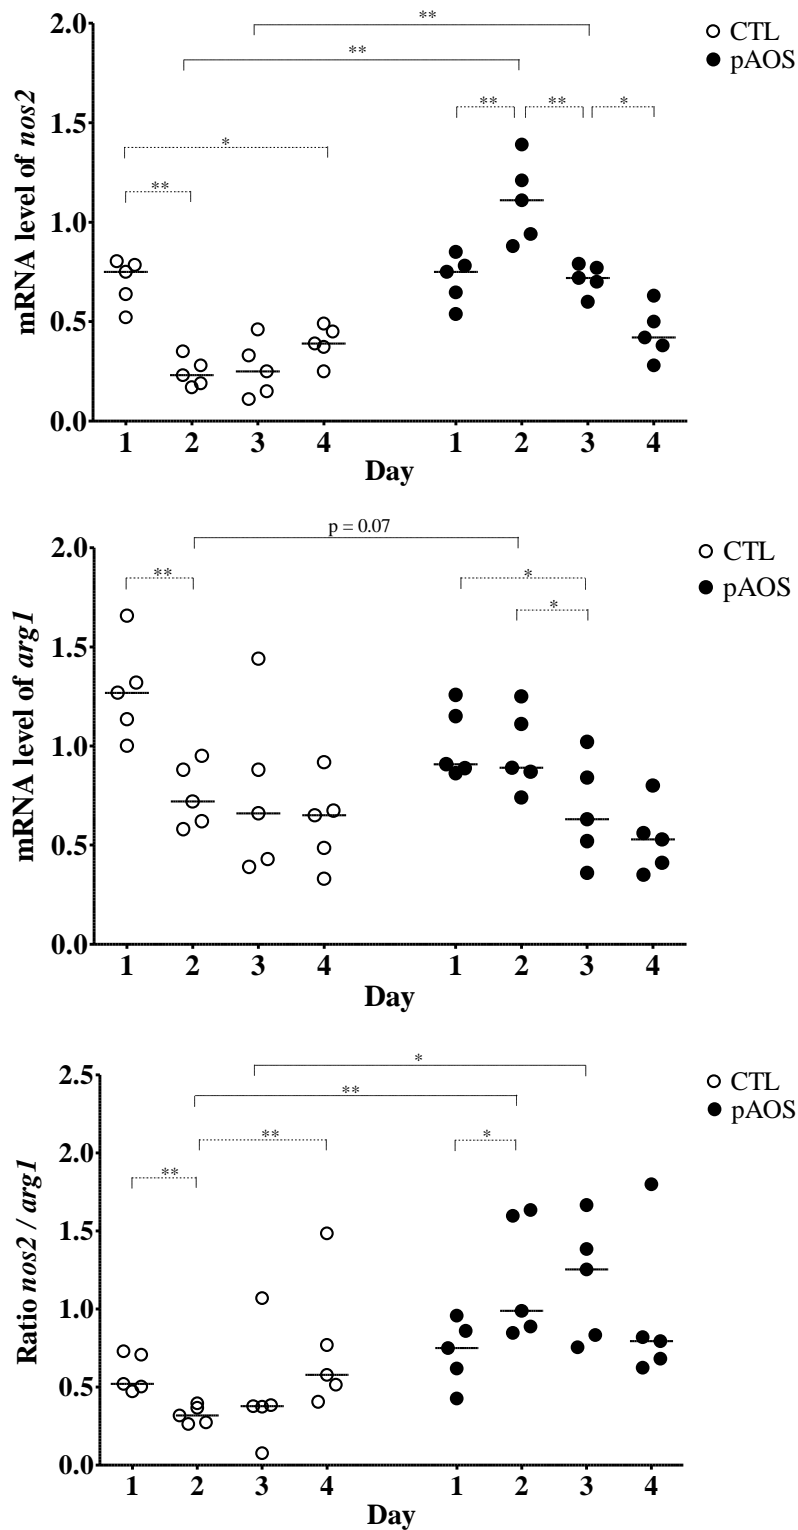 2.0
**
CTL
**
pAOS
** ** *
1.5
*
**
1.0
0.5
0.0
mRNA level of nos2
1 2 3 4 1 2 3 4
Day
p = 0.07
2.0
CTL
** *
pAOS
*
1.5
1.0
0.5
0.0
mRNA level of arg1
1 2 3 4 1 2 3 4
Day
*
2.5
CTL
**
pAOS
** *
2.0
**
1.5
1.0
0.5
0.0
Ratio nos2 / arg1
1 2 3 4 1 2 3 4
Day